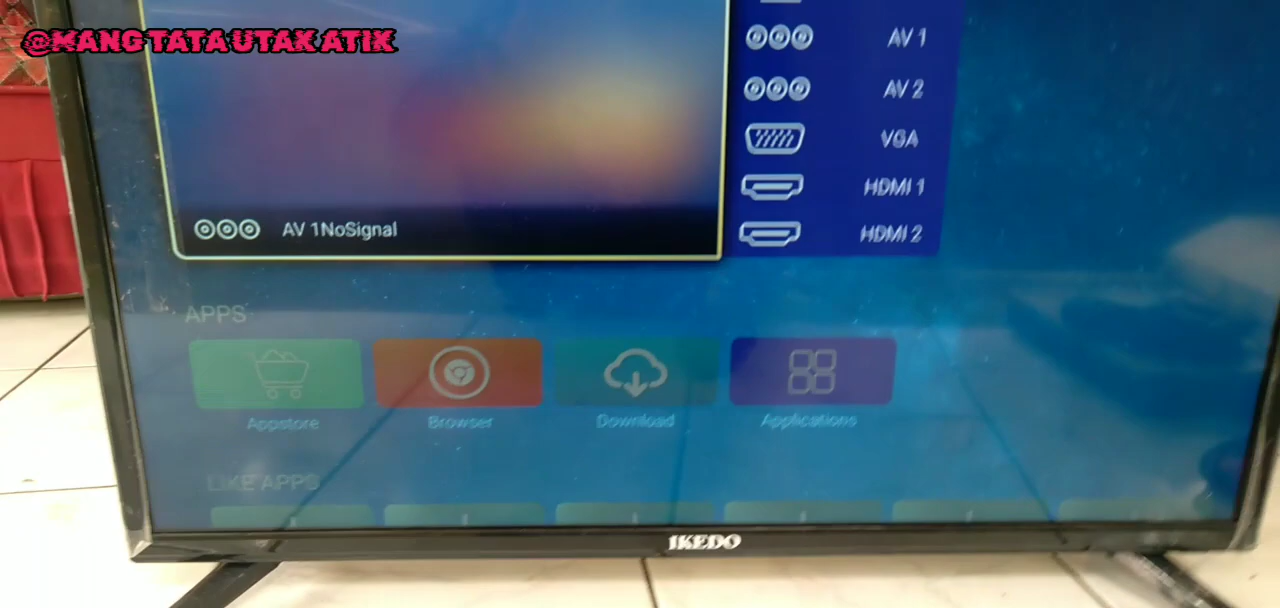 @MANG TATA UTAK ATIK
AV 1
AV 2
VGA
HDMI 1
HDMI 2
AV 1NoSignal
APPS
Appstore
Browser
Download
Applications
LIKE APPS
IKEDO